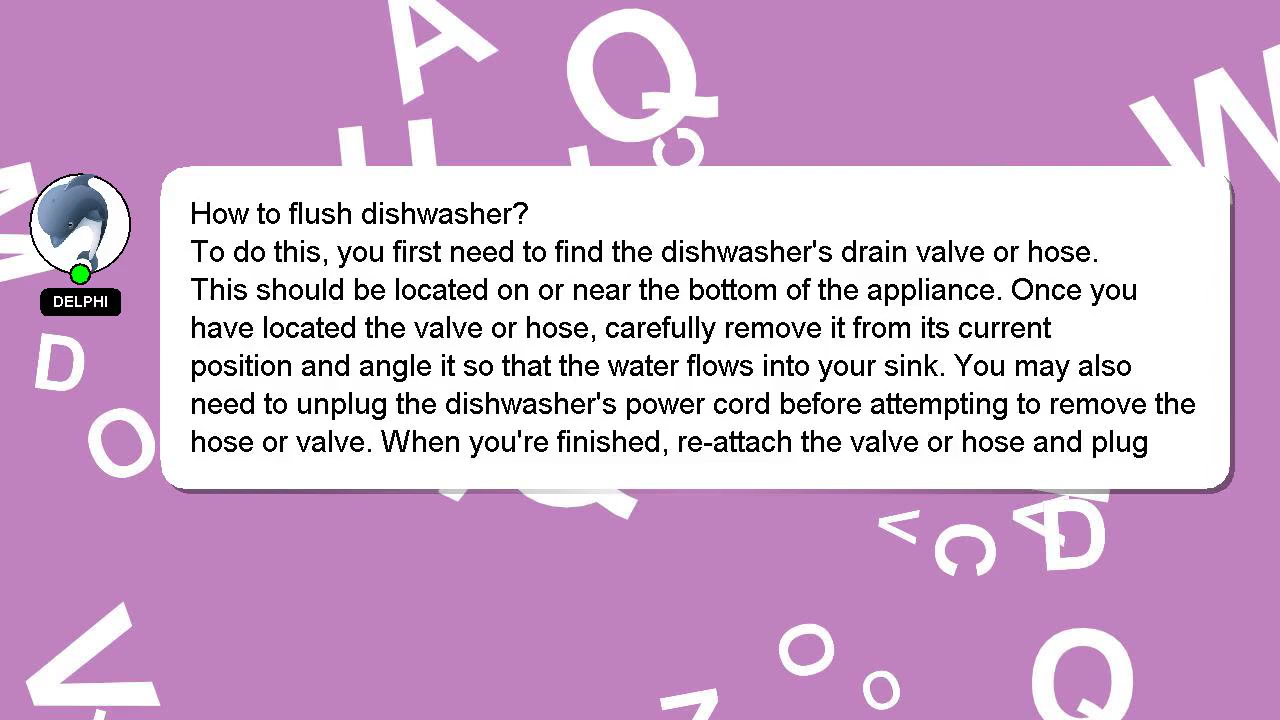 How to flush dishwasher?
To do this, you first need to find the dishwasher's drain valve or hose.
This should be located on or near the bottom of the appliance. Once you
have located the valve or hose, carefully remove it from its current
position and angle it so that the water flows into your sink. You may also
need to unplug the dishwasher's power cord before attempting to remove the
hose or valve. When you're finished, re-attach the valve or hose and plug
DELPHI